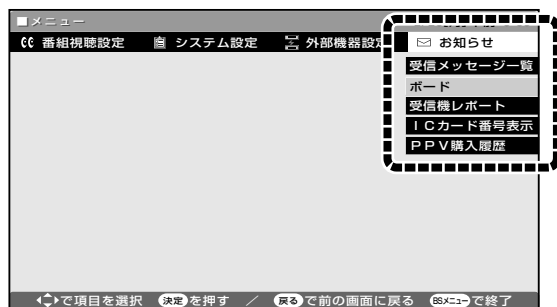 ■メニュー
番組視聴設定 システム設定 外部機器設定 お知らせ
受信メッセージ一覧
ボード
受信機レポート
ICカード番号表示
PPV購入履歴
で項目を選択 決定を押す / 戻るで前の画面に戻る BSメニューで終了